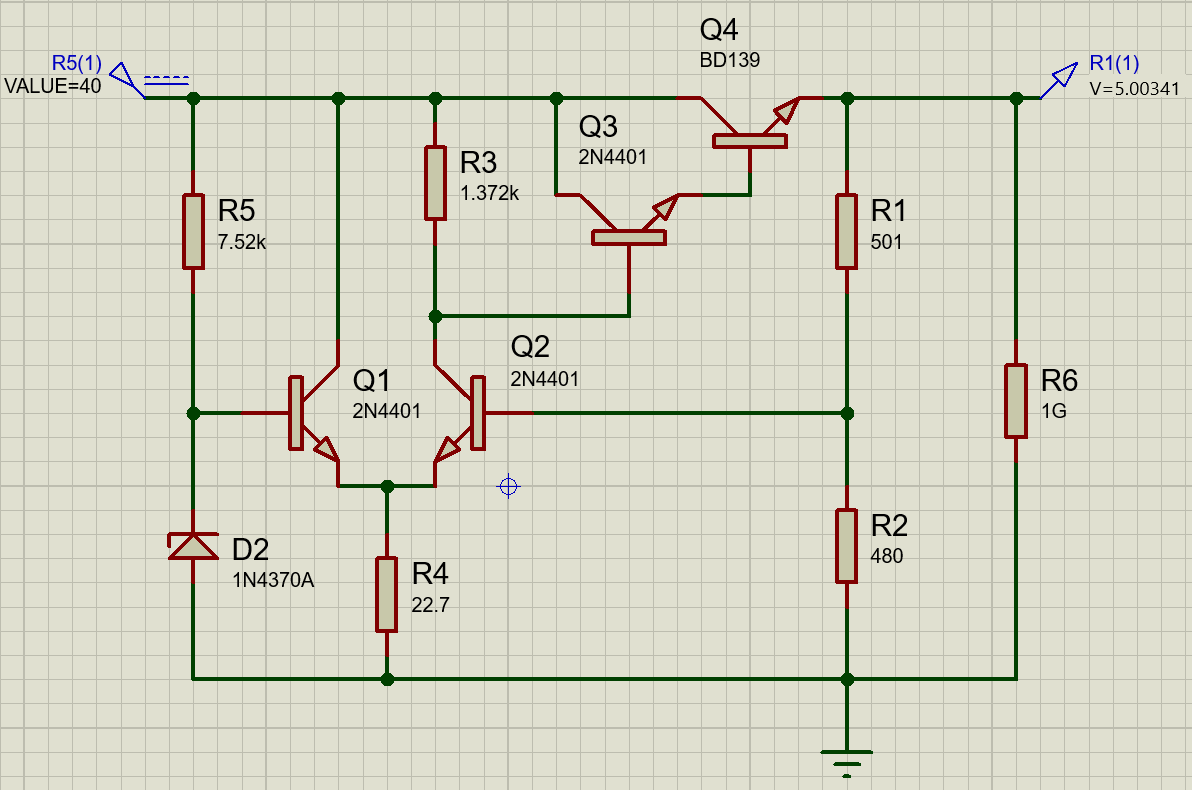 Q4
BD139
R5(1)
VALUE=40
R1(1)
V=5.00341
Q3
2N4401
R3
1.372k
R5
7.52k
R1
501
Q2
2N4401
Q1
2N4401
R6
1G
R2
480
D2
1N4370A
R4
22.7